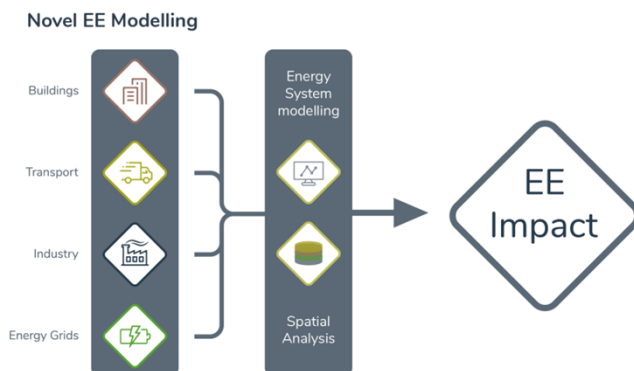 Novel EE Modelling
Buildings
Transport
Industry
Energy Grids
Energy
System
modelling
Spatial
Analysis
EE
Impact